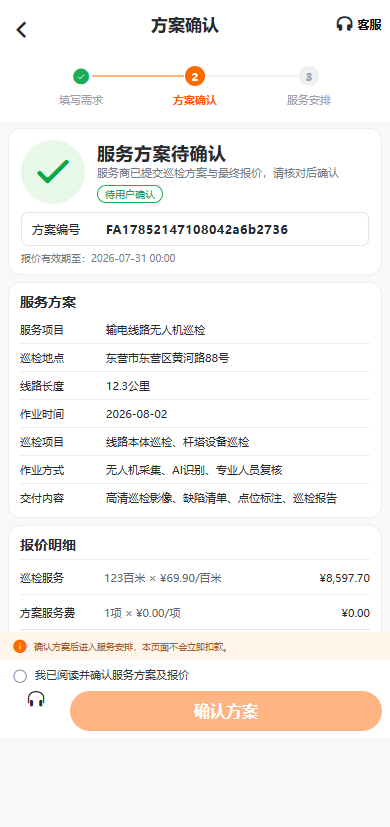 方案确认
客服
2
3
填写需求
方案确认
服务安排
服务方案待确认
服务商已提交巡检方案与最终报价，请核对后确认
待用户确认
方案编号 FA17852147108042a6b2736
报价有效期至：2026-07-31 00:00
服务方案
服务项目 输电线路无人机巡检
巡检地点 东营市东营区黄河路88号
线路长度 12.3公里
作业时间 2026-08-02
巡检项目 线路本体巡检、杆塔设备巡检
作业方式 无人机采集、AI识别、专业人员复核
交付内容 高清巡检影像、缺陷清单、点位标注、巡检报告
报价明细
巡检服务 123百米 × ¥69.90/百米 ¥8,597.70
方案服务费 1项 × ¥0.00/项 ¥0.00
确认方案后进入服务安排，本页面不会立即扣款。
我已阅读并确认服务方案及报价
确认方案